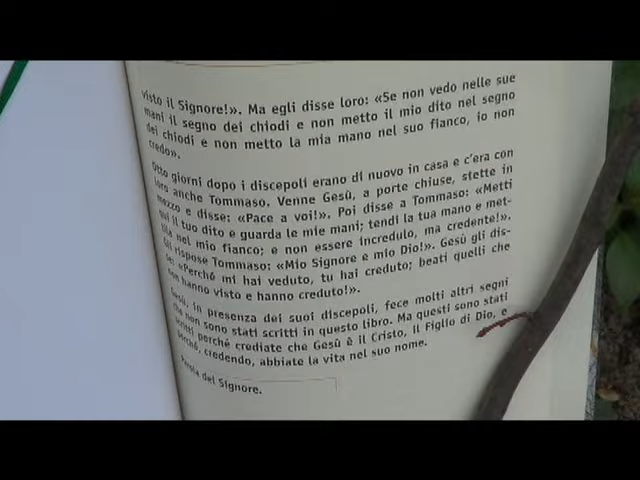 visto il Signore!». Ma egli disse loro: «Se non vedo nelle sue
mani il segno dei chiodi e non metto il mio dito nel segno
dei chiodi e non metto la mia mano nel suo fianco, io non
credo».
Otto giorni dopo i discepoli erano di nuovo in casa e c'era con
loro anche Tommaso. Venne Gesù, a porte chiuse, stette in
mezzo e disse: «Pace a voi!». Poi disse a Tommaso: «Metti
qui il tuo dito e guarda le mie mani; tendi la tua mano e met-
tila nel mio fianco; e non essere incredulo, ma credente!».
Gli rispose Tommaso: «Mio Signore e mio Dio!». Gesù gli dis-
se: «Perché mi hai veduto, tu hai creduto; beati quelli che
non hanno visto e hanno creduto!».
Gesù, in presenza dei suoi discepoli, fece molti altri segni
che non sono stati scritti in questo libro. Ma questi sono stati
scritti perché crediate che Gesù è il Cristo, il Figlio di Dio, e
perché, credendo, abbiate la vita nel suo nome.
Parola del Signore.